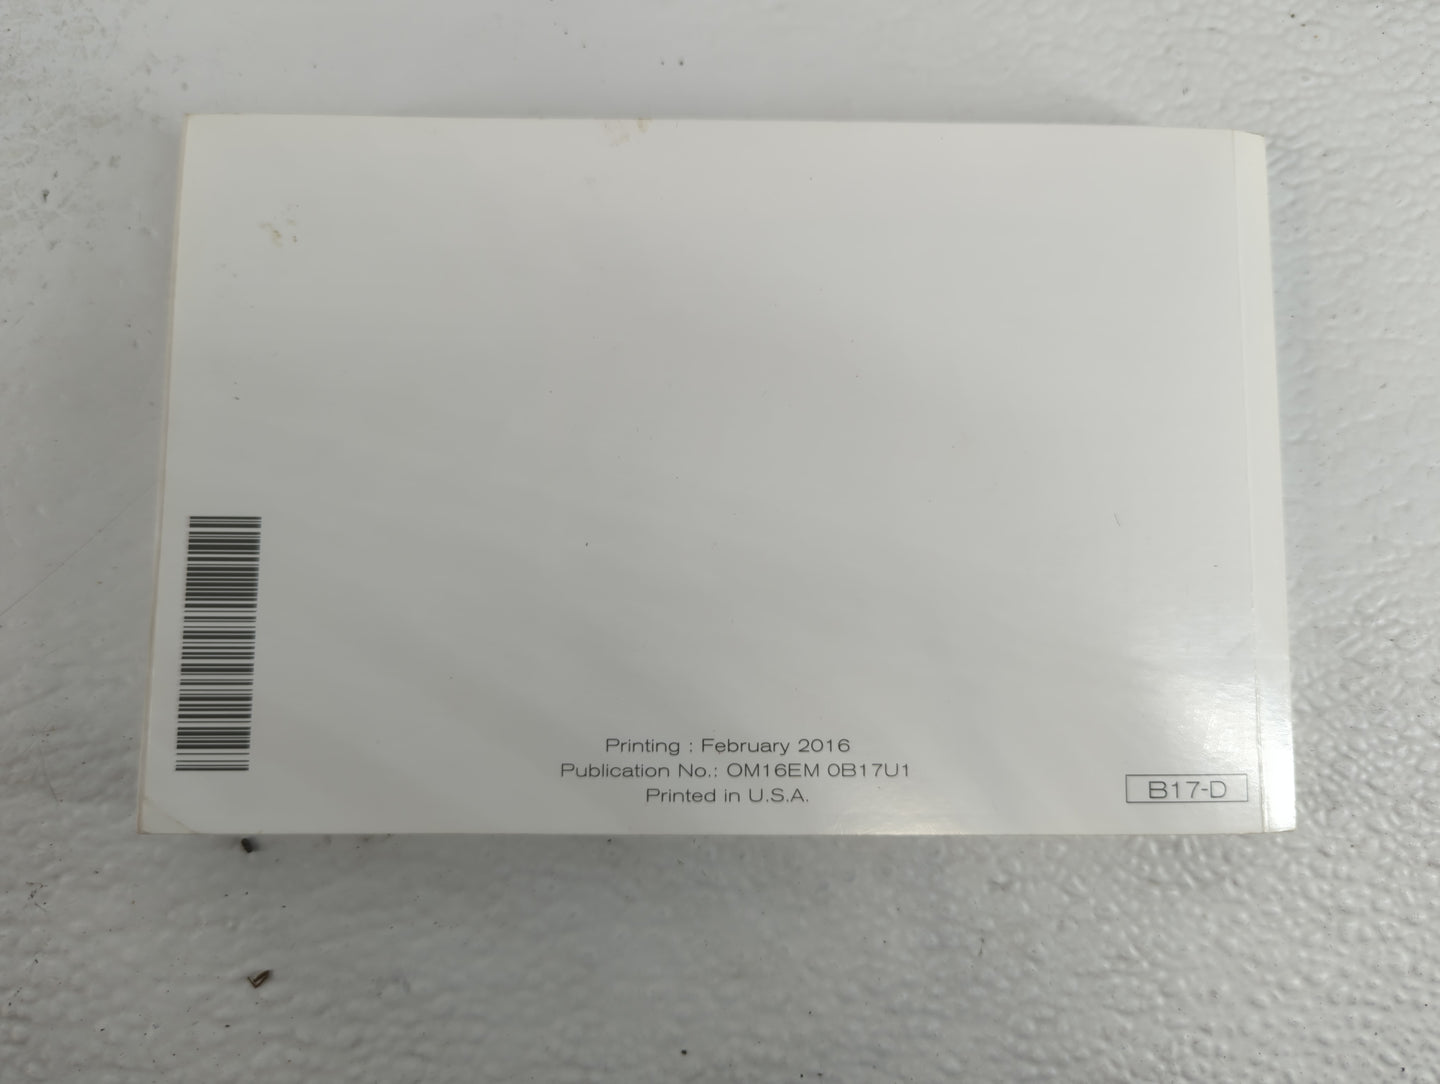 Printing : February 2016
Publication No.: OM16EM 0B17U1
Printed in U.S.A.
B17-D